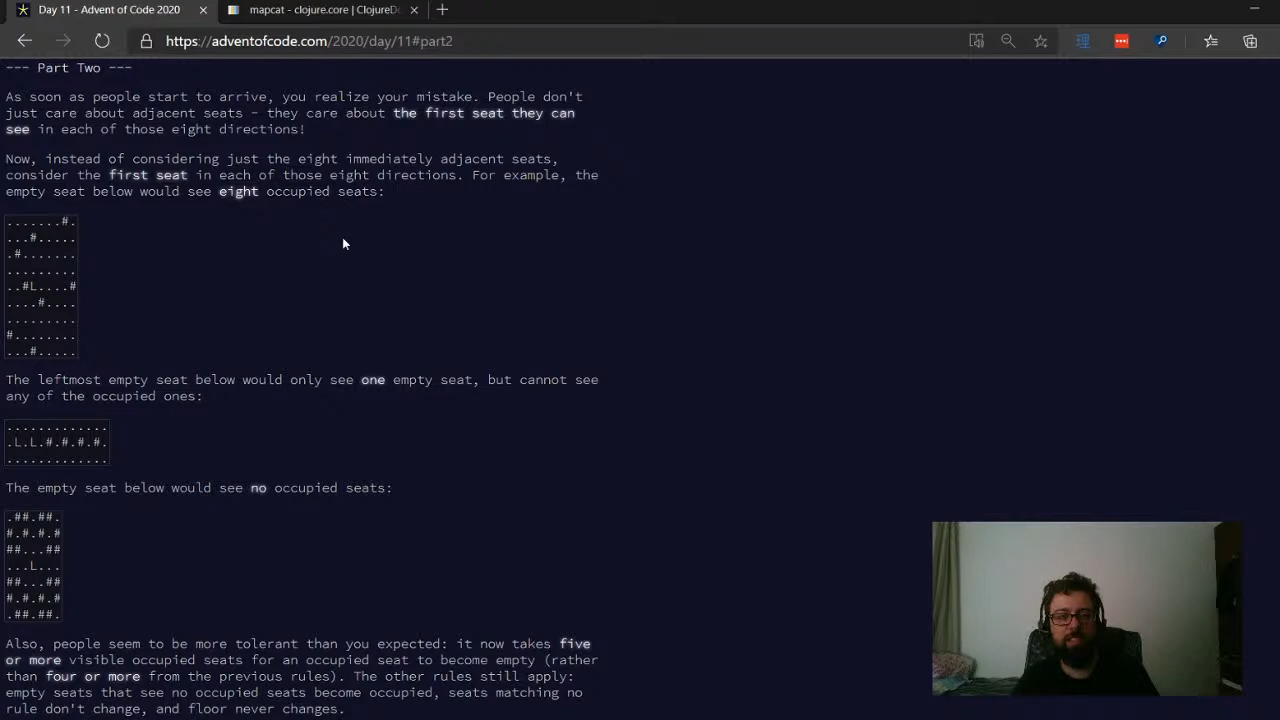 Day 11 - Advent of Code 2020
mapcat - clojure.core | ClojureDo
https://adventofcode.com/2020/day/11#part2
--- Part Two ---
As soon as people start to arrive, you realize your mistake. People don't
just care about adjacent seats - they care about the first seat they can
see in each of those eight directions!
Now, instead of considering just the eight immediately adjacent seats,
consider the first seat in each of those eight directions. For example, the
empty seat below would see eight occupied seats:
.......#.
...#.....
.#.......
.........
..#L....#
....#....
.........
#........
...#.....
The leftmost empty seat below would only see one empty seat, but cannot see
any of the occupied ones:
.............
.L.L.#.#.#.#.
.............
The empty seat below would see no occupied seats:
.##.##.
#.#.#.#
##...##
...L...
##...##
#.#.#.#
.##.##.
Also, people seem to be more tolerant than you expected: it now takes five
or more visible occupied seats for an occupied seat to become empty (rather
than four or more from the previous rules). The other rules still apply:
empty seats that see no occupied seats become occupied, seats matching no
rule don't change, and floor never changes.